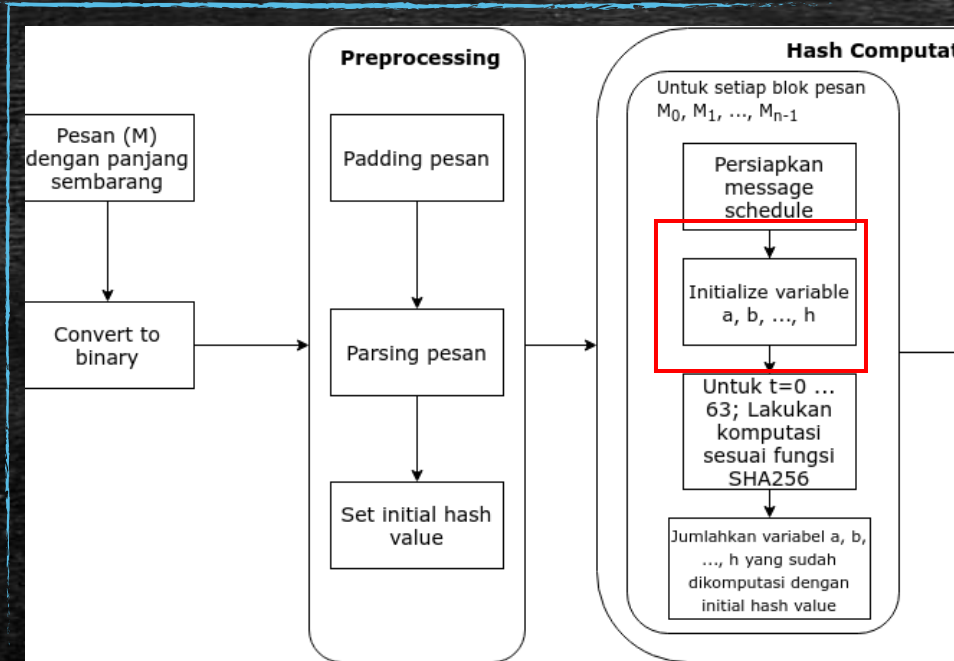 Pesan (M)
dengan panjang
sembarang
Convert to
binary
Preprocessing
Padding pesan
Parsing pesan
Set initial hash
value
Hash Computat
Untuk setiap blok pesan
M₀, M₁, ..., Mₙ₋₁
Persiapkan
message
schedule
Initialize variable
a, b, ..., h
Untuk t=0 ...
63; Lakukan
komputasi
sesuai fungsi
SHA256
Jumlahkan variabel a, b,
..., h yang sudah
dikomputasi dengan
initial hash value